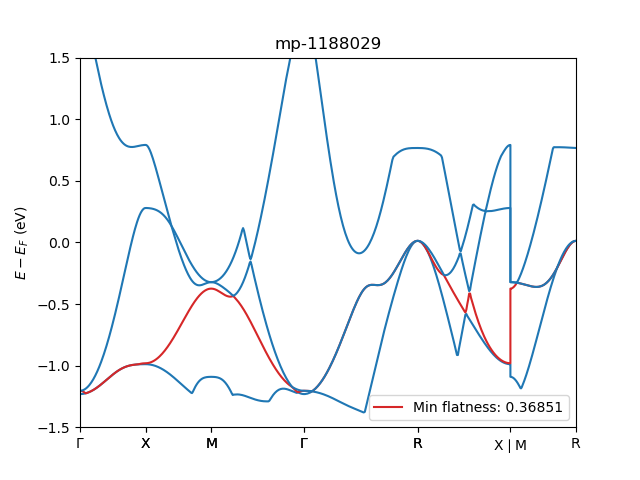 mp-1188029
E − E_F (eV)
1.5
1.0
0.5
0.0
−0.5
−1.0
−1.5
Min flatness: 0.36851
Γ X M Γ R X | M R